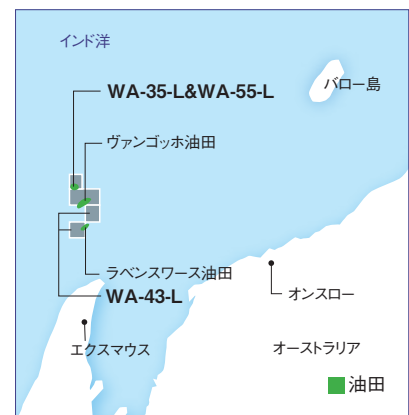 インド洋
バロー島
WA-35-L&WA-55-L
ヴァンゴッホ油田
ラベンスワース油田
WA-43-L
オンスロー
エクスマウス
オーストラリア
油田